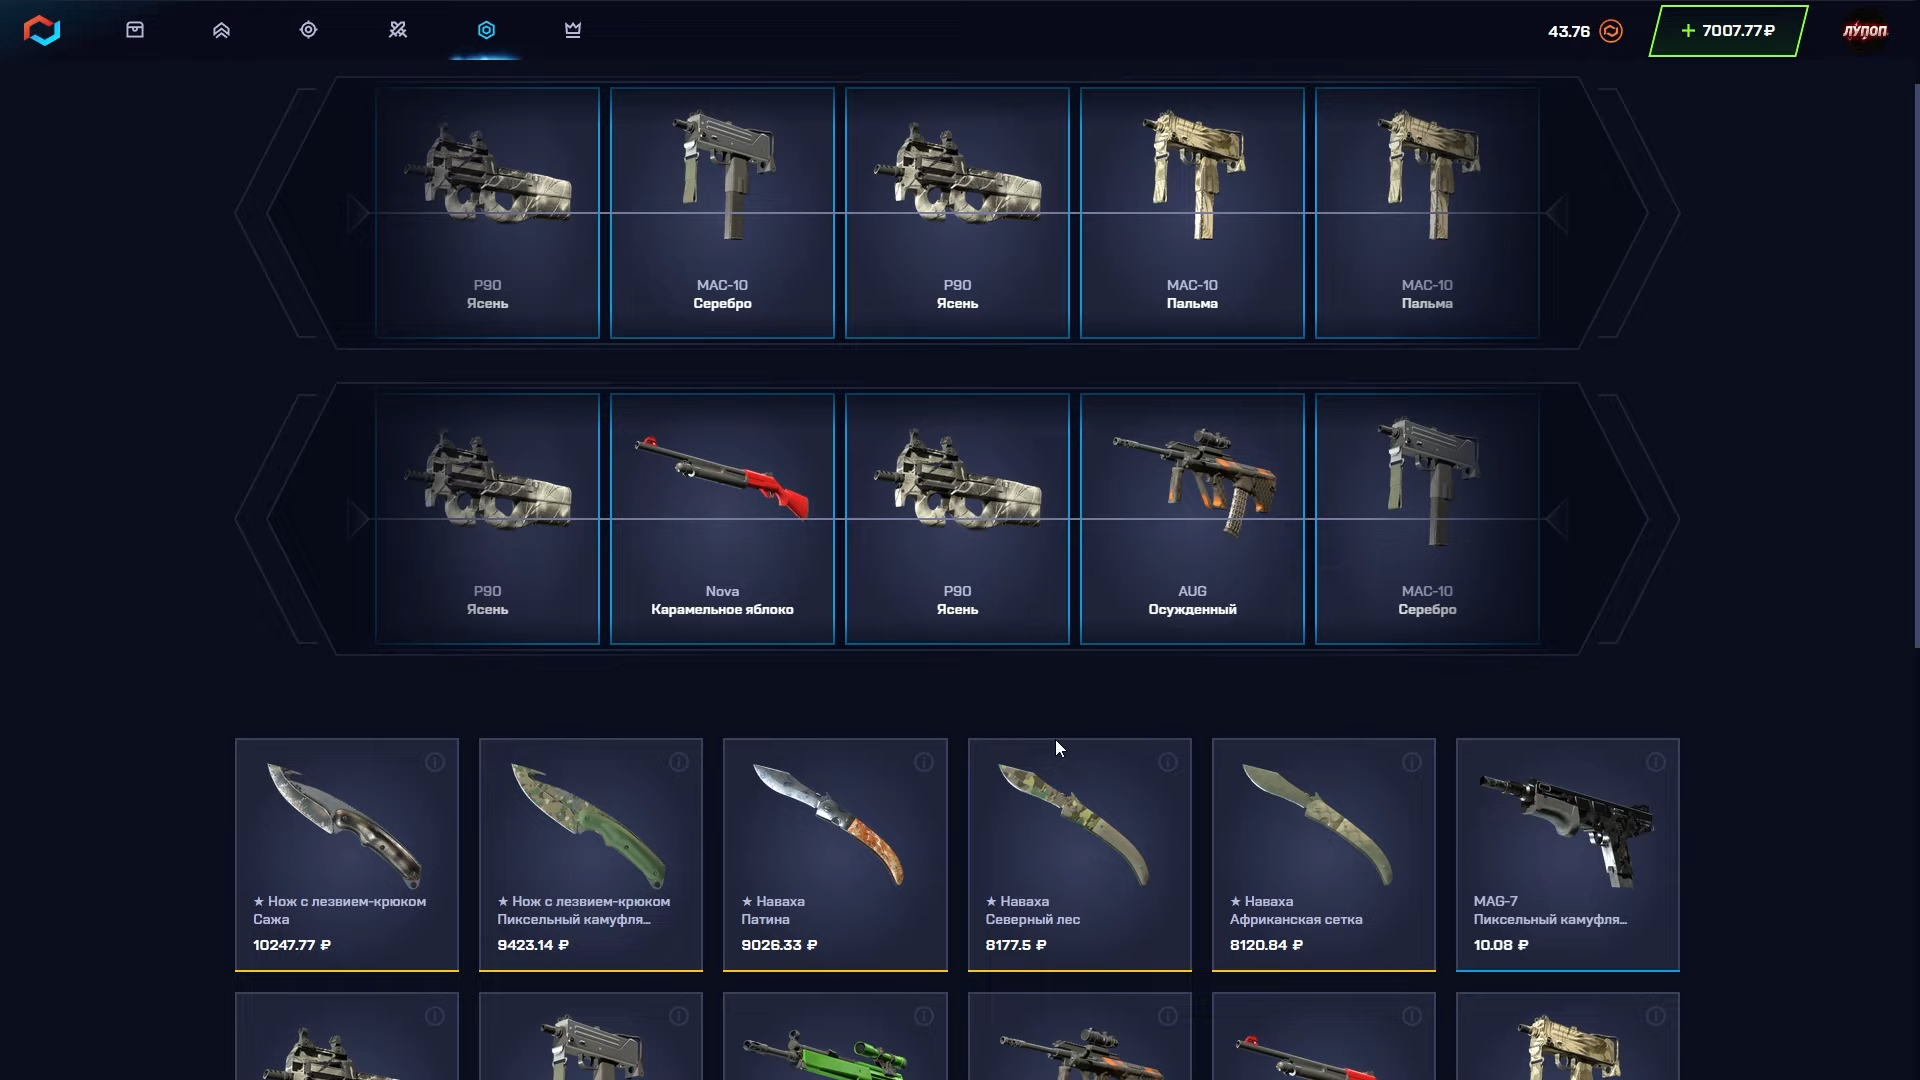 43.76
+ 7007.77 ₽
ЛУПОП
P90
Ясень
MAC-10
Серебро
P90
Ясень
MAC-10
Пальма
MAC-10
Пальма
P90
Ясень
Nova
Карамельное яблоко
P90
Ясень
AUG
Осужденный
MAC-10
Серебро
★ Нож с лезвием-крюком
Сажа
10247.77 ₽
★ Нож с лезвием-крюком
Пиксельный камуфля...
9423.14 ₽
★ Наваха
Патина
9026.33 ₽
★ Наваха
Северный лес
8177.5 ₽
★ Наваха
Африканская сетка
8120.84 ₽
MAG-7
Пиксельный камуфля...
10.08 ₽